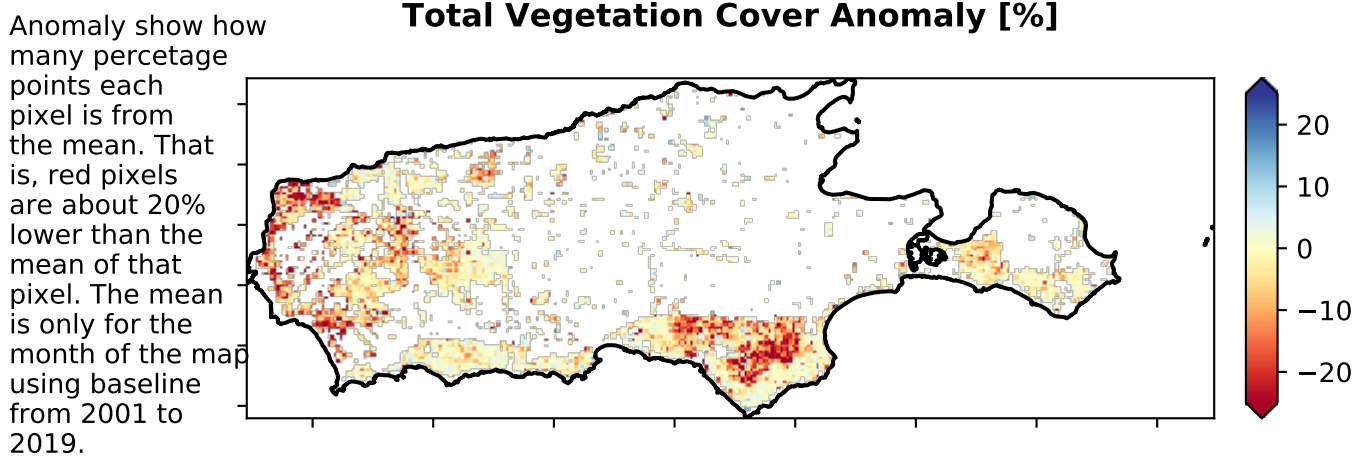 Total Vegetation Cover Anomaly [%]
Anomaly show how
many percetage
points each
pixel is from
the mean. That
is, red pixels
are about 20%
lower than the
mean of that
pixel. The mean
is only for the
month of the map
using baseline
from 2001 to
2019.
20
10
0
−10
−20